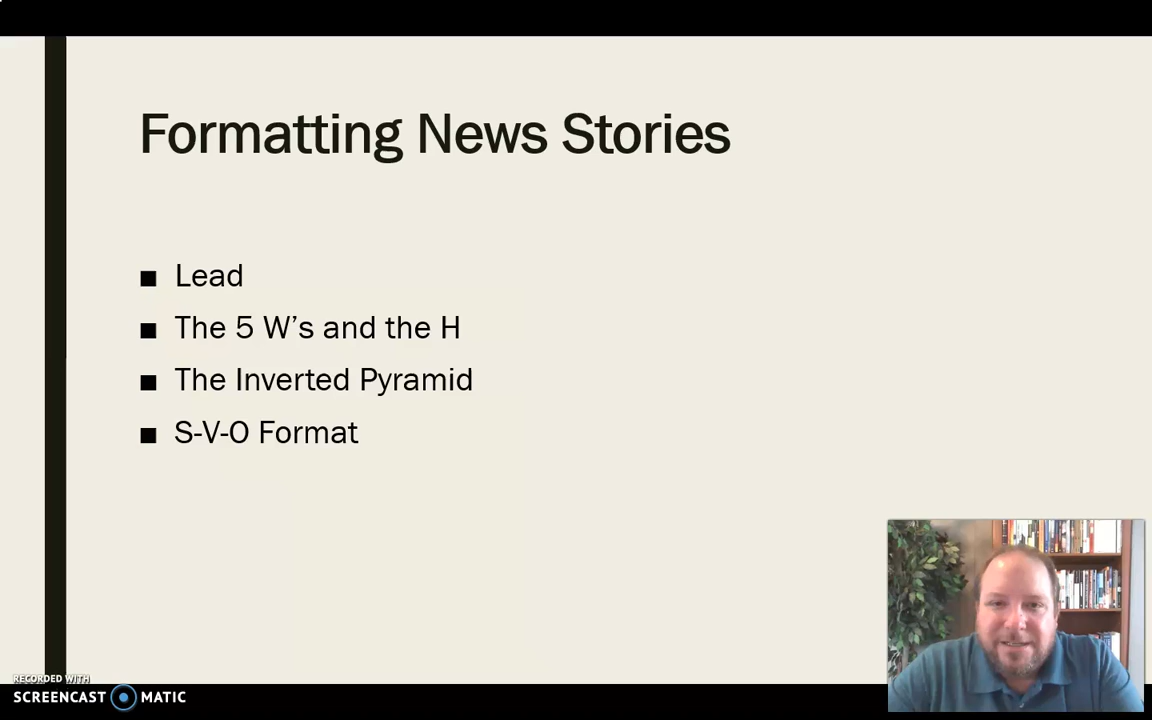 Formatting News Stories
Lead
The 5 W’s and the H
The Inverted Pyramid
S-V-O Format
RECORDED WITH
SCREENCAST MATIC